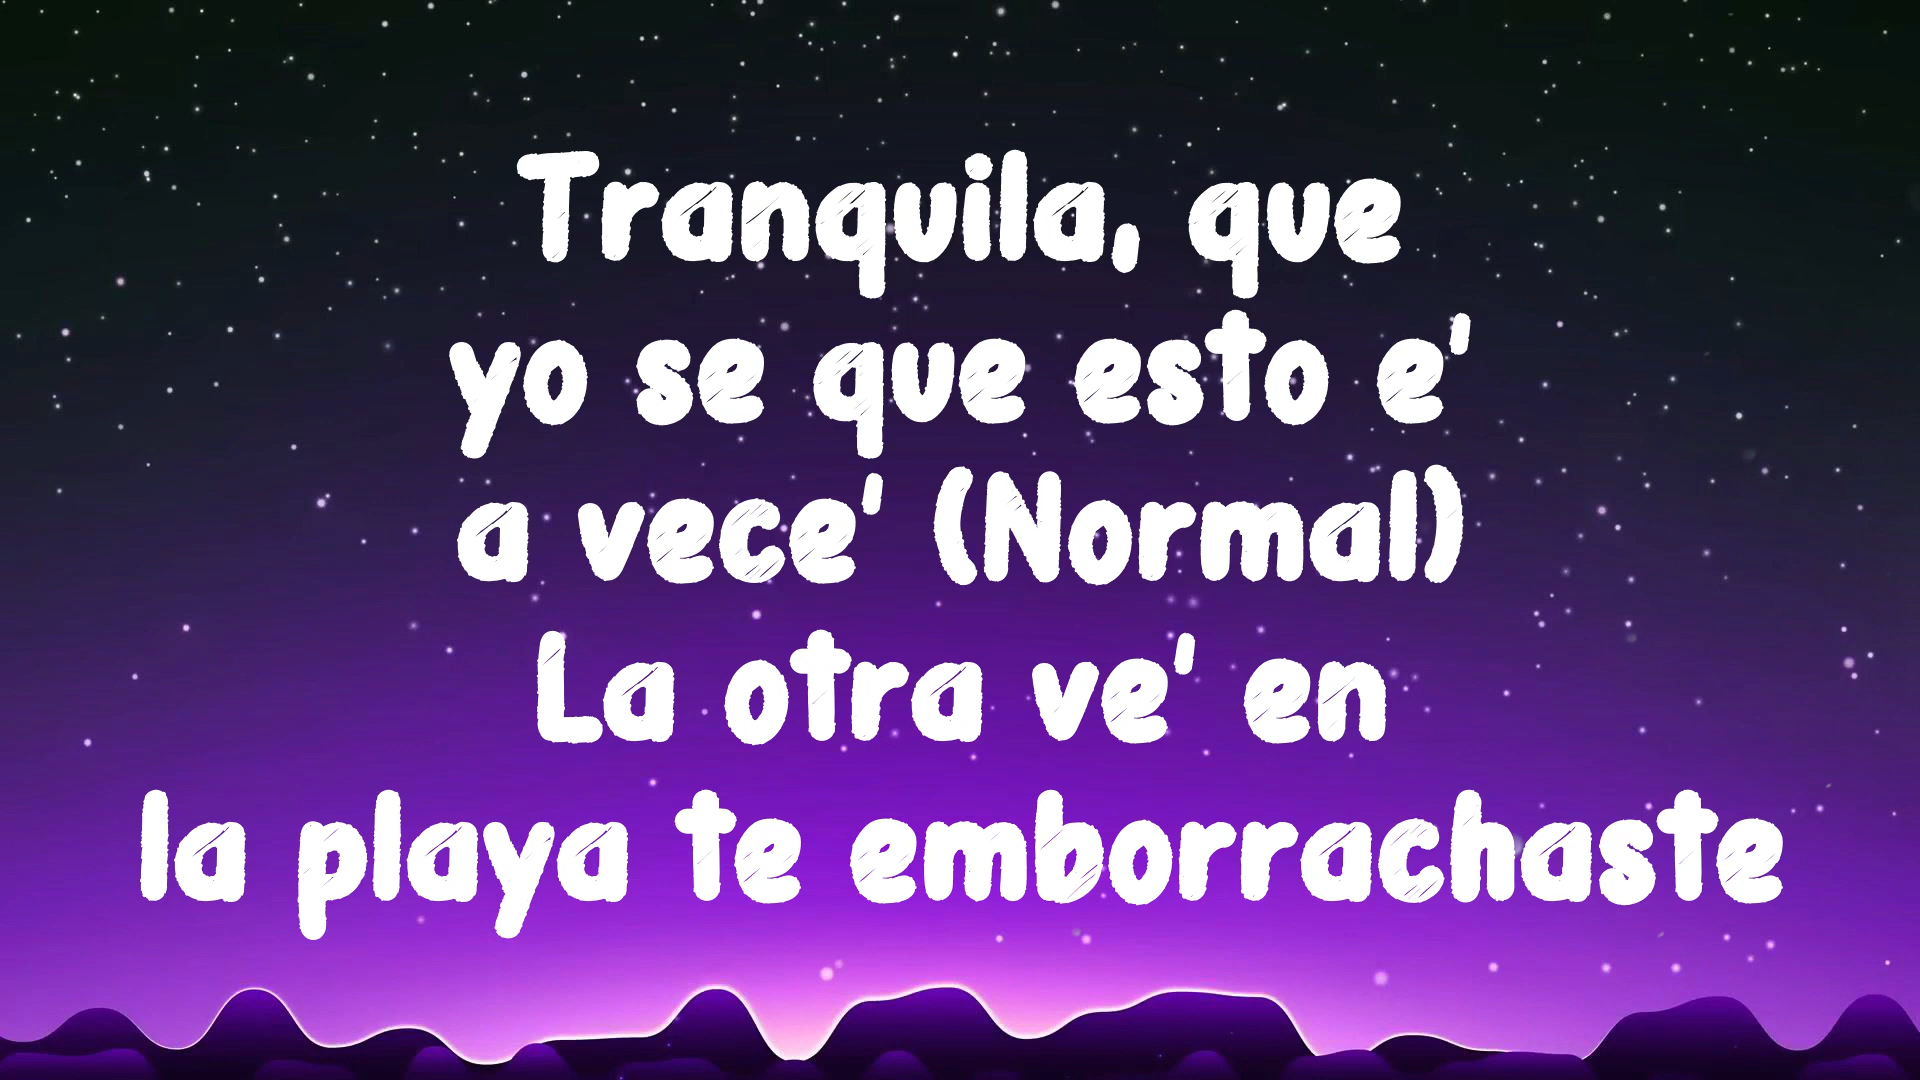 Tranquila, que
yo se que esto e'
a vece' (Normal)
La otra ve' en
la playa te emborrachaste